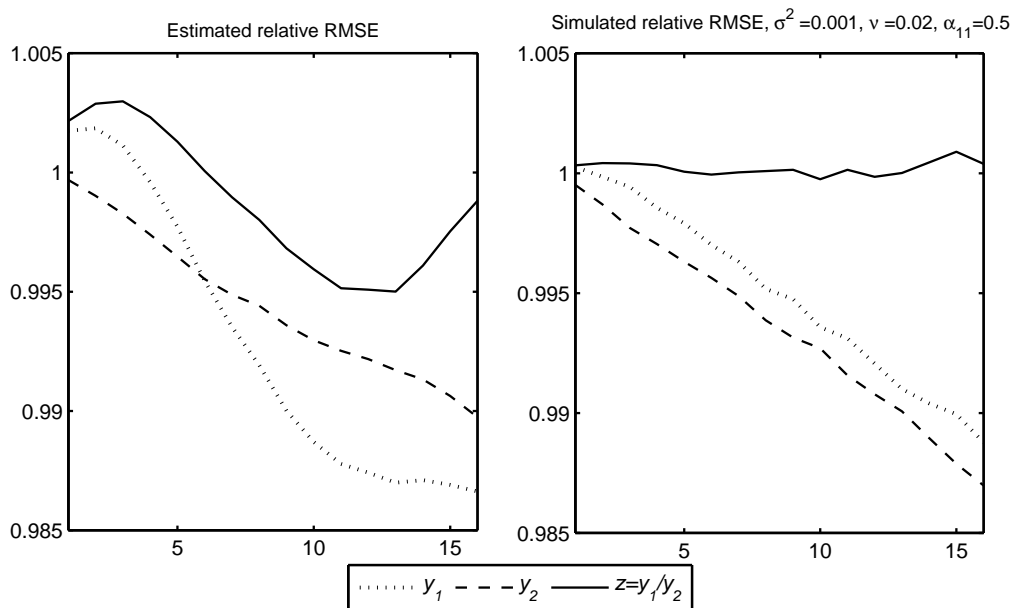 Estimated relative RMSE
1.005
1
0.995
0.99
0.985
5 10 15
Simulated relative RMSE, σ² =0.001, ν =0.02, α₁₁=0.5
1.005
1
0.995
0.99
0.985
5 10 15
y₁ y₂ z=y₁/y₂